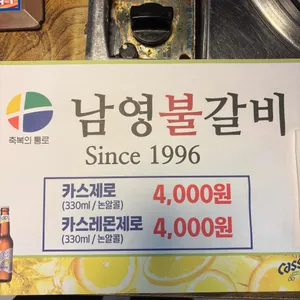 축복의 통로
남영불갈비
Since 1996
카스제로 4,000원
(330ml / 논알콜)
카스레몬제로 4,000원
(330ml / 논알콜)
Cass